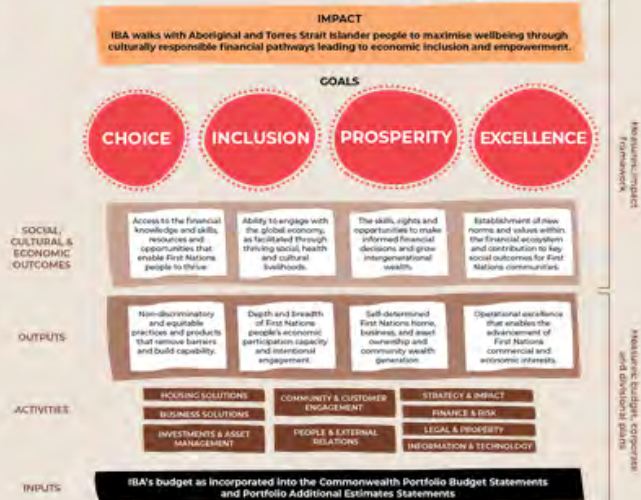 IMPACT
IBA walks with Aboriginal and Torres Strait Islander people to maximise wellbeing through
culturally responsible financial pathways leading to economic inclusion and empowerment.
GOALS
CHOICE
INCLUSION
PROSPERITY
EXCELLENCE
Measures: impact
framework
SOCIAL,
CULTURAL &
ECONOMIC
OUTCOMES
Access to the financial
knowledge and skills,
resources and
opportunities that
enable First Nations
people to thrive
Ability to engage with
the global economy,
as facilitated through
thriving social, health
and cultural
livelihoods.
The skills, rights and
opportunities to make
informed financial
decisions and grow
intergenerational
wealth.
Establishment of new
norms and values within
the financial ecosystem
and contribution to key
social outcomes for First
Nations communities.
OUTPUTS
Non-discriminatory
and equitable
practices and products
that remove barriers
and build capability.
Depth and breadth
of First Nations
people's economic
participation capacity
and intentional
engagement.
Self-determined
First Nations home,
business, and asset
ownership and
community wealth
generation
Operational excellence
that enables the
advancement of
First Nations
commercial and
economic interests.
Measures: budget, corporate
and divisional plans
ACTIVITIES
HOUSING SOLUTIONS
BUSINESS SOLUTIONS
INVESTMENTS & ASSET
MANAGEMENT
COMMUNITY & CUSTOMER
ENGAGEMENT
PEOPLE & EXTERNAL
RELATIONS
STRATEGY & IMPACT
FINANCE & RISK
LEGAL & PROPERTY
INFORMATION & TECHNOLOGY
INPUTS
IBA's budget as incorporated into the Commonwealth Portfolio Budget Statements
and Portfolio Additional Estimates Statements